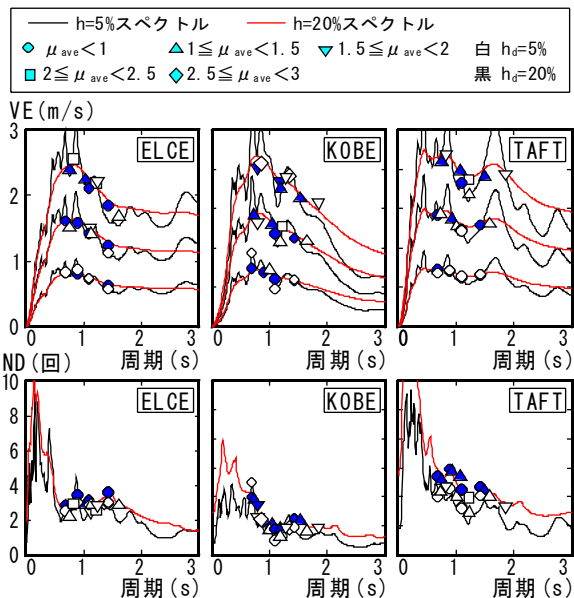 h=5%スペクトル h=20%スペクトル
μave<1 1≦μave<1.5 1.5≦μave<2 白 hd=5%
2≦μave<2.5 2.5≦μave<3 黒 hd=20%
VE(m/s)
3 ELCE KOBE TAFT
2
1
0
0 1 2 3 0 1 2 3 0 1 2 3
ND(回) 周期(s) 周期(s) 周期(s)
10 ELCE KOBE TAFT
8
6
4
2
0
0 1 2 3 0 1 2 3 0 1 2 3
周期(s) 周期(s) 周期(s)